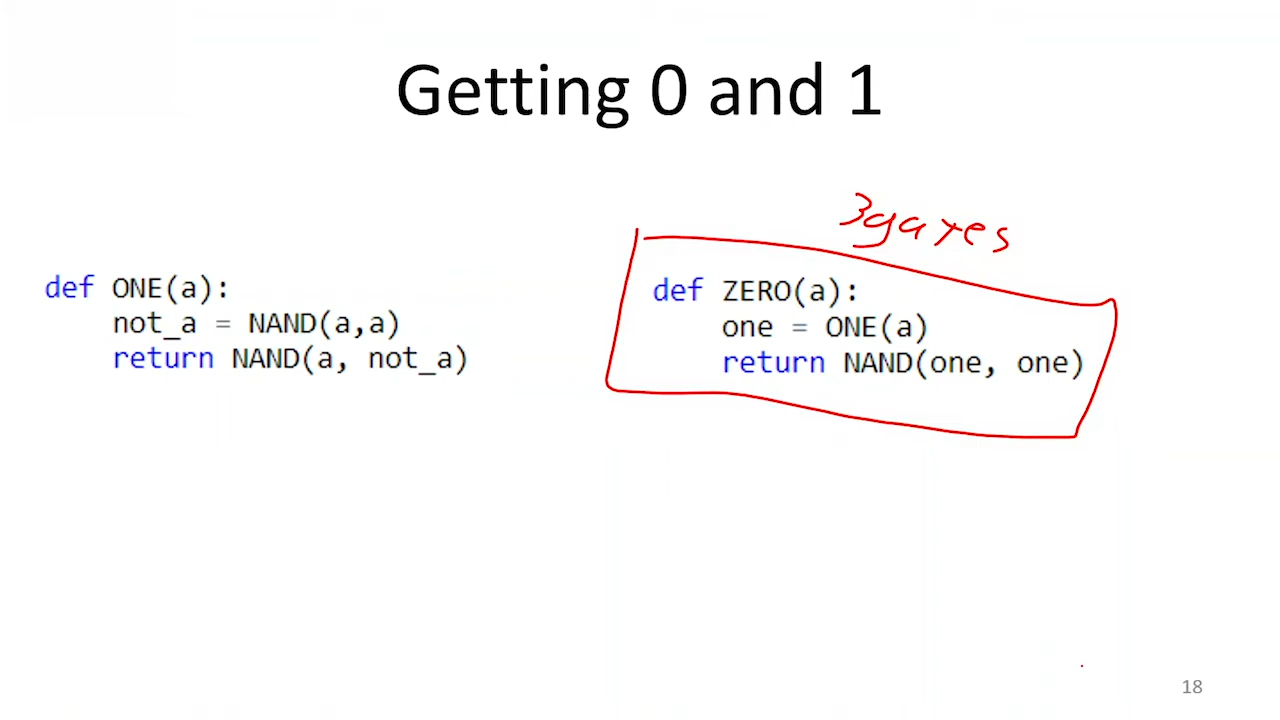 Getting 0 and 1
3gates
def ONE(a):
not_a = NAND(a,a)
return NAND(a, not_a)
def ZERO(a):
one = ONE(a)
return NAND(one, one)
18